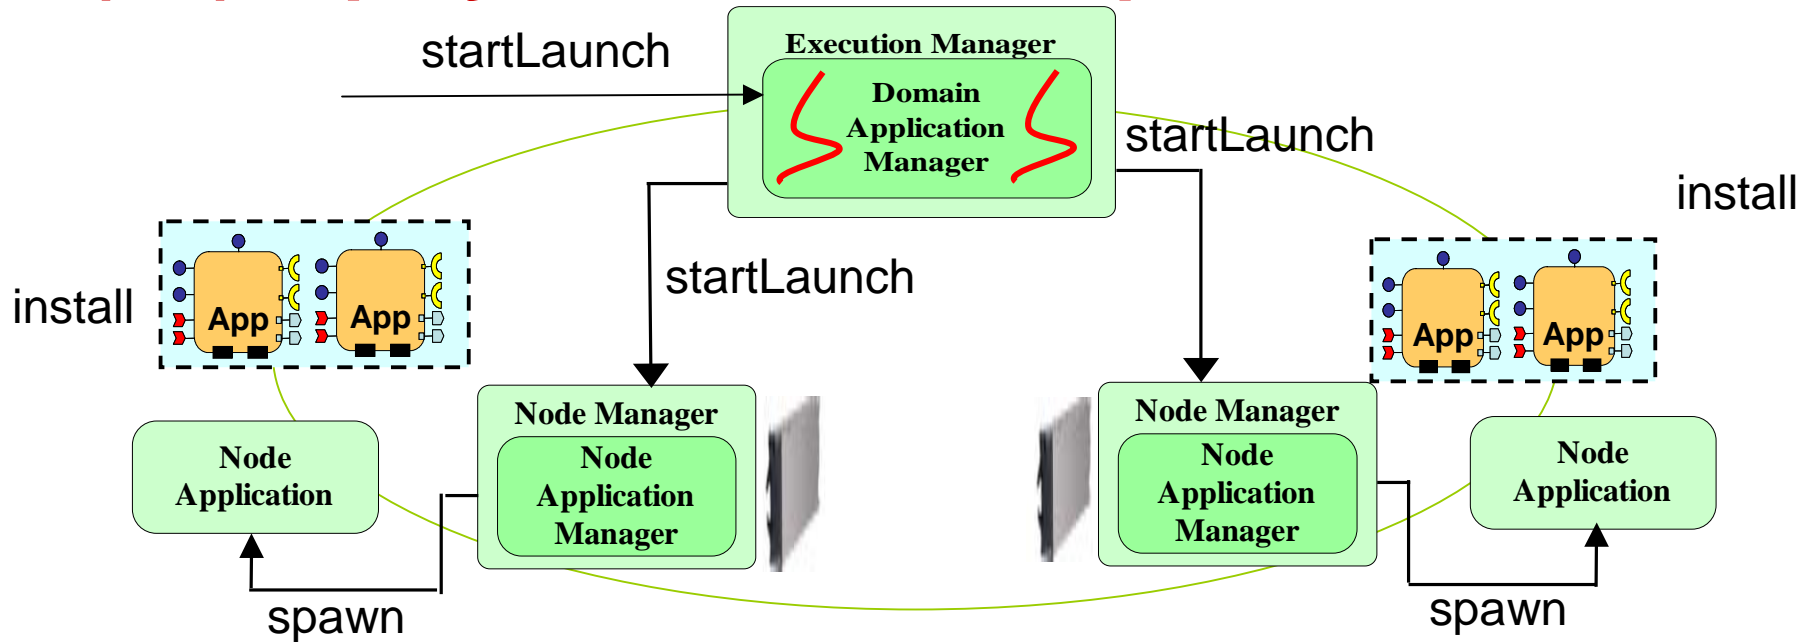 startLaunch
Execution Manager
Domain
Application
Manager
startLaunch
install
startLaunch
install
App
App
App
App
Node Manager
Node
Application
Manager
Node Manager
Node
Application
Manager
Node
Application
Node
Application
spawn
spawn